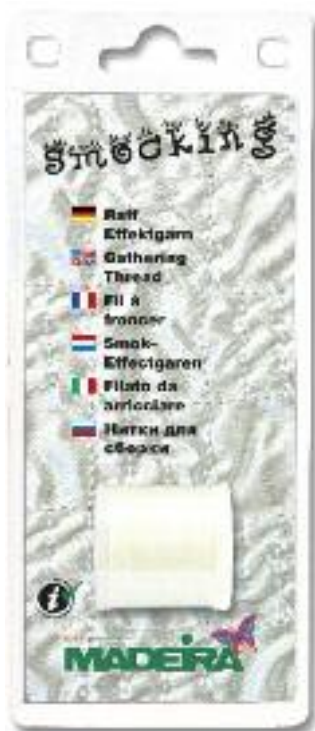 Smocking
Raff
Effektgarn
Gathering
Thread
Fil à
froncer
Smok-
Effectgaren
Filato da
arricciare
Нитки для
сборки
MADEIRA